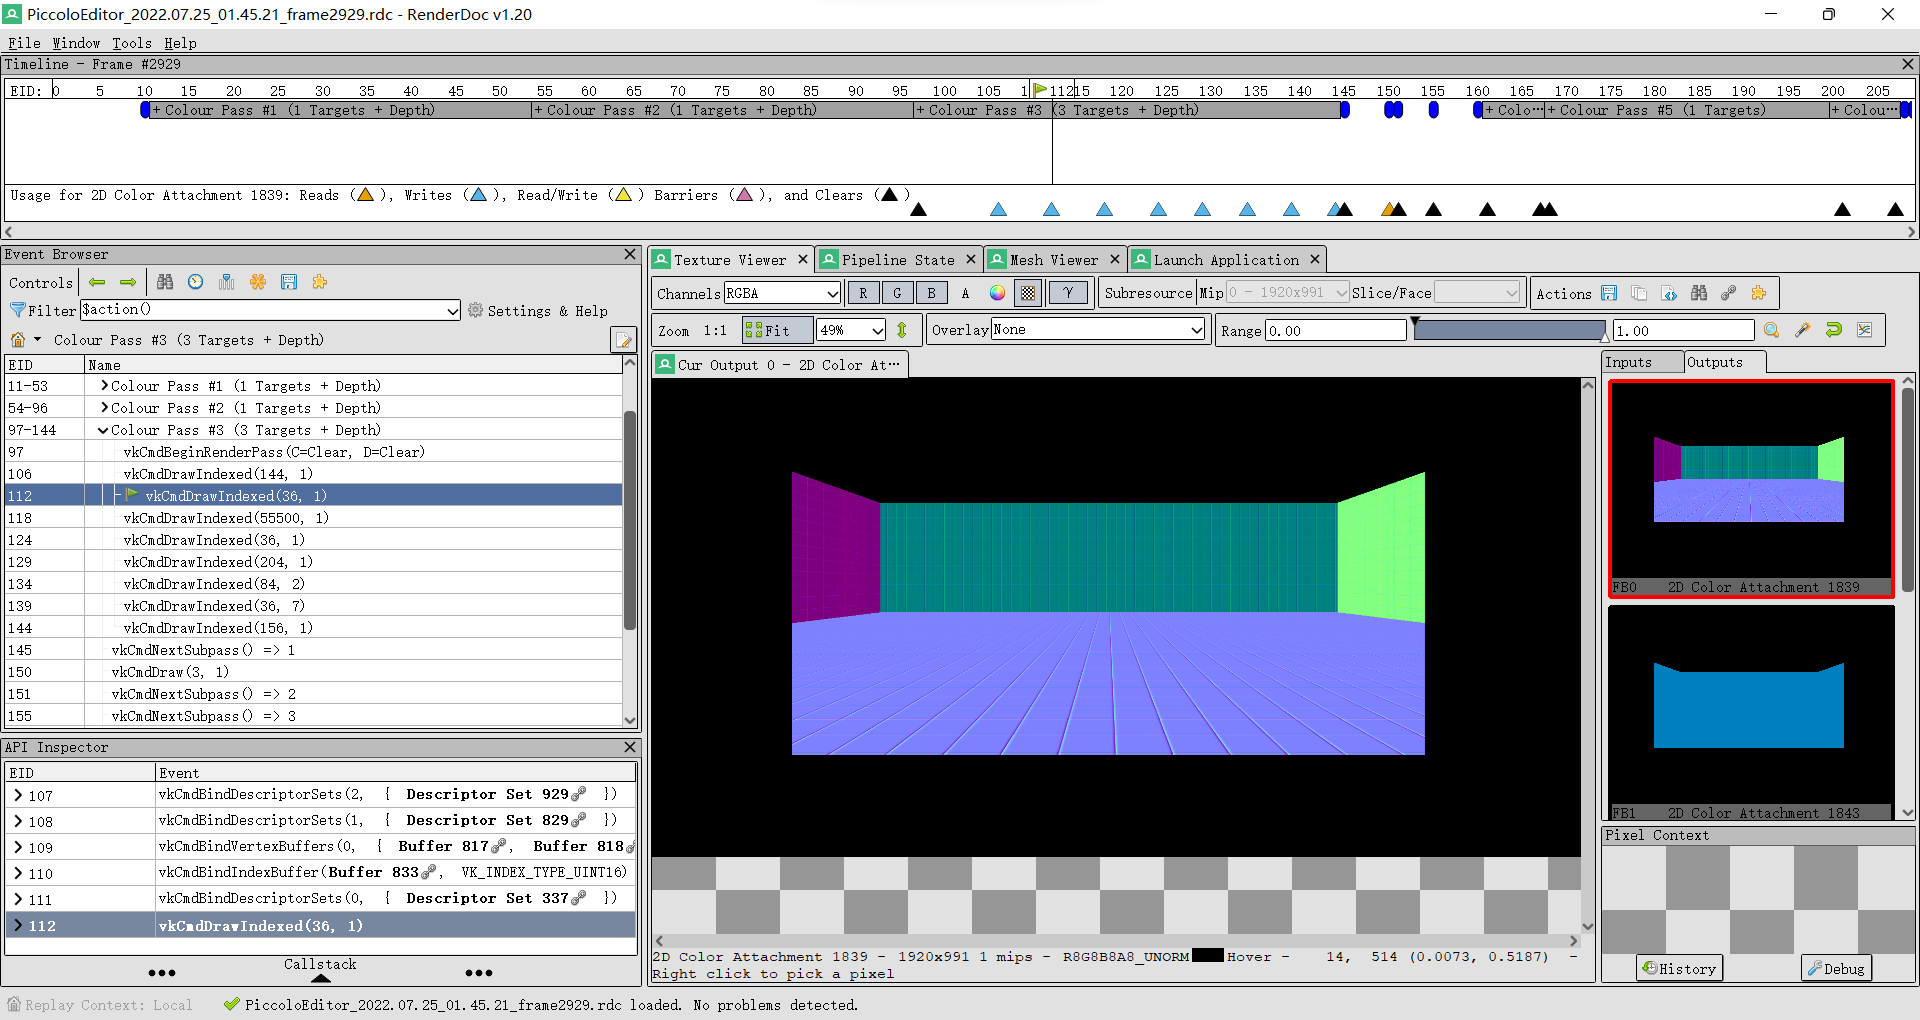 PiccoloEditor_2022.07.25_01.45.21_frame2929.rdc - RenderDoc v1.20
File Window Tools Help
Timeline - Frame #2929
EID: 0 5 10 15 20 25 30 35 40 45 50 55 60 65 70 75 80 85 90 95 100 105 1 112 15 120 125 130 135 140 145 150 155 160 165 170 175 180 185 190 195 200 205
+ Colour Pass #1 (1 Targets + Depth) + Colour Pass #2 (1 Targets + Depth) + Colour Pass #3 (3 Targets + Depth) + Colo... + Colour Pass #5 (1 Targets) + Colou...
Usage for 2D Color Attachment 1839: Reads ( ), Writes ( ), Read/Write ( ) Barriers ( ), and Clears ( )
Event Browser
Controls
Filter $action() Settings & Help
Colour Pass #3 (3 Targets + Depth)
EID Name
11-53 Colour Pass #1 (1 Targets + Depth)
54-96 Colour Pass #2 (1 Targets + Depth)
97-144 Colour Pass #3 (3 Targets + Depth)
97 vkCmdBeginRenderPass(C=Clear, D=Clear)
106 vkCmdDrawIndexed(144, 1)
112 vkCmdDrawIndexed(36, 1)
118 vkCmdDrawIndexed(55500, 1)
124 vkCmdDrawIndexed(36, 1)
129 vkCmdDrawIndexed(204, 1)
134 vkCmdDrawIndexed(84, 2)
139 vkCmdDrawIndexed(36, 7)
144 vkCmdDrawIndexed(156, 1)
145 vkCmdNextSubpass() => 1
150 vkCmdDraw(3, 1)
151 vkCmdNextSubpass() => 2
155 vkCmdNextSubpass() => 3
API Inspector
EID Event
107 vkCmdBindDescriptorSets(2, { Descriptor Set 929 })
108 vkCmdBindDescriptorSets(1, { Descriptor Set 829 })
109 vkCmdBindVertexBuffers(0, { Buffer 817, Buffer 818
110 vkCmdBindIndexBuffer(Buffer 833, VK_INDEX_TYPE_UINT16)
111 vkCmdBindDescriptorSets(0, { Descriptor Set 337 })
112 vkCmdDrawIndexed(36, 1)
Callstack
Texture Viewer Pipeline State Mesh Viewer Launch Application
Channels RGBA R G B A γ Subresource Mip 0 - 1920x991 Slice/Face Actions
Zoom 1:1 Fit 49% Overlay None Range 0.00 1.00
Cur Output 0 - 2D Color At...
Inputs Outputs
FB0 2D Color Attachment 1839
FB1 2D Color Attachment 1843
Pixel Context
History Debug
2D Color Attachment 1839 - 1920x991 1 mips - R8G8B8A8_UNORM Hover - 14, 514 (0.0073, 0.5187) -
Right click to pick a pixel
Replay Context: Local PiccoloEditor_2022.07.25_01.45.21_frame2929.rdc loaded. No problems detected.